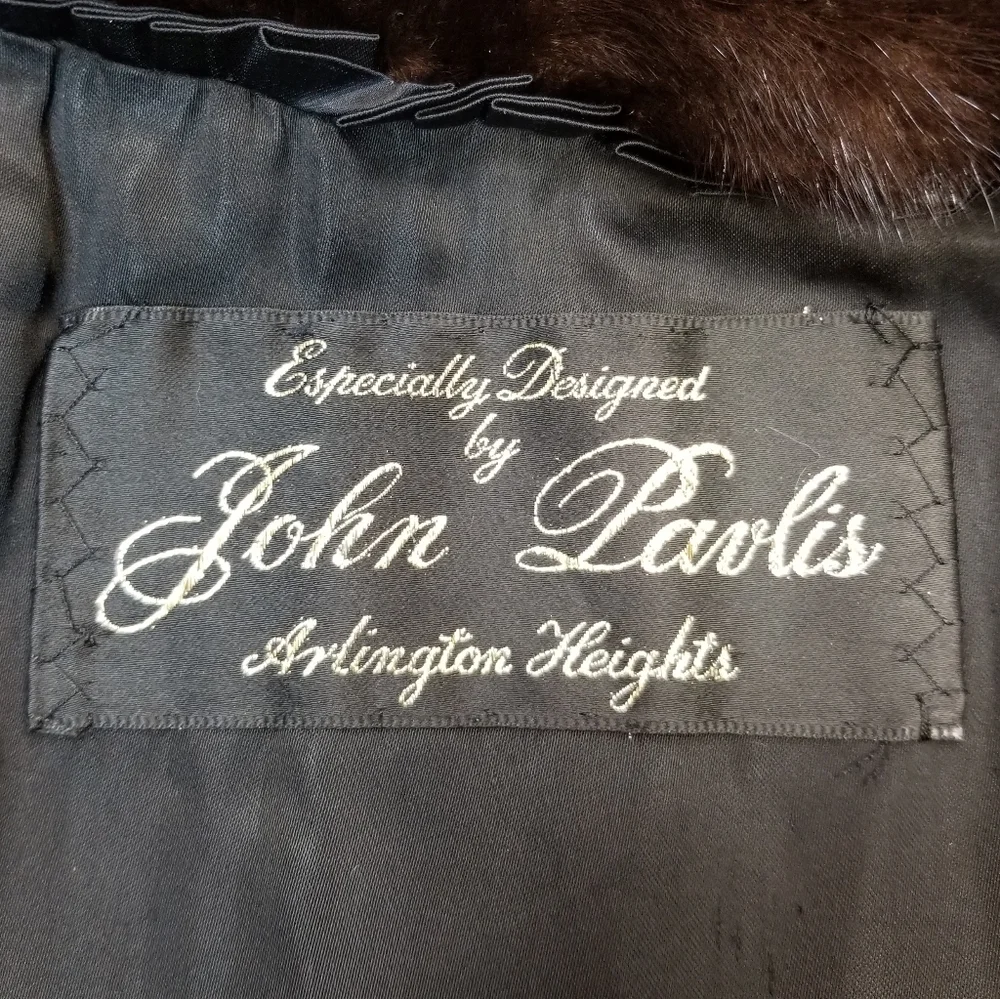 Especially Designed
by
John Pavlis
Arlington Heights